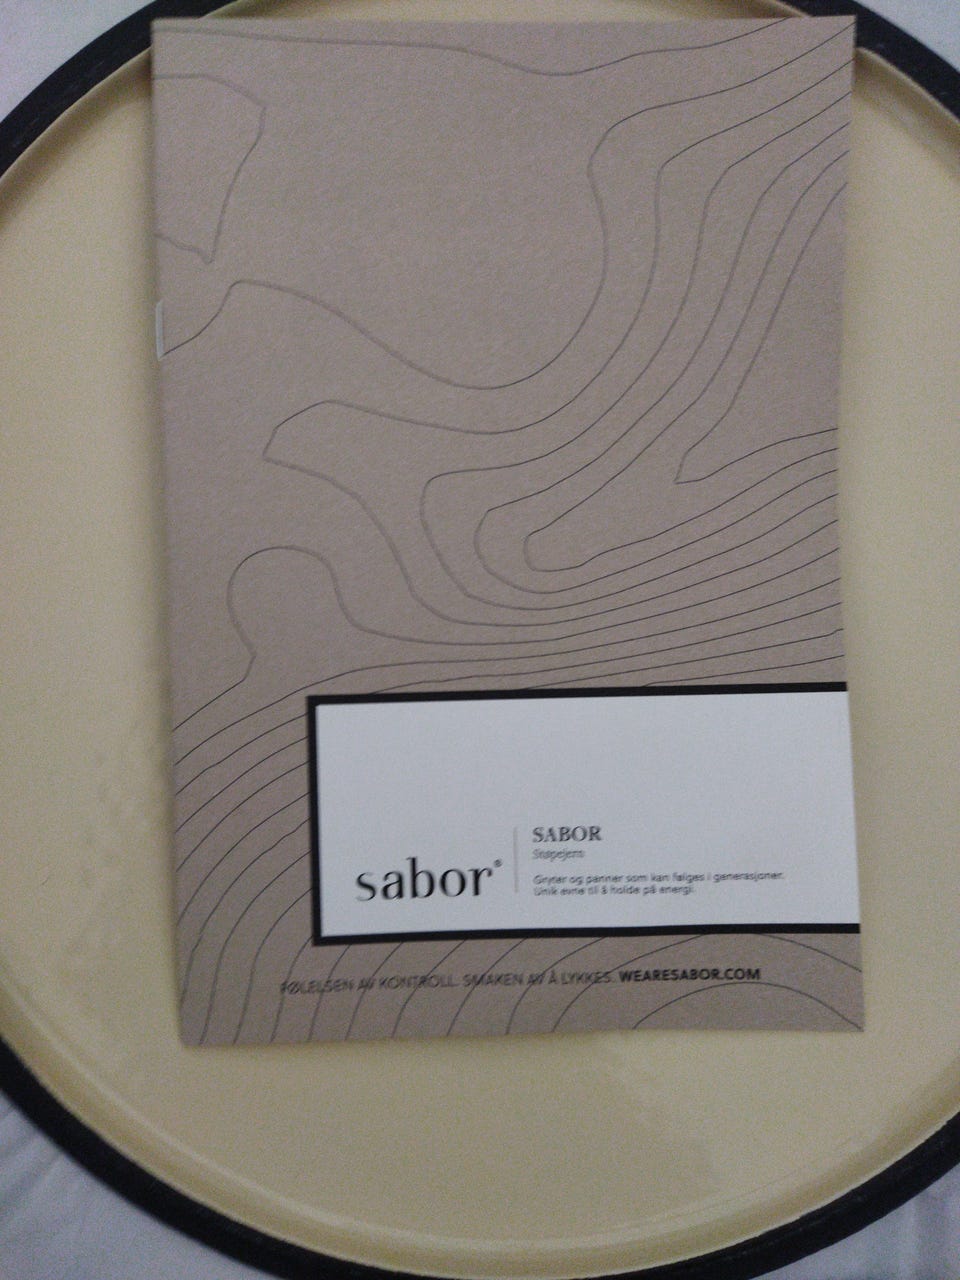 sabor®
SABOR
Støpejern
Gryter og panner som kan følges i generasjoner.
Unik evne til å holde på energi.
FØLELSEN AV KONTROLL. SMAKEN AV Å LYKKES. WEARESABOR.COM